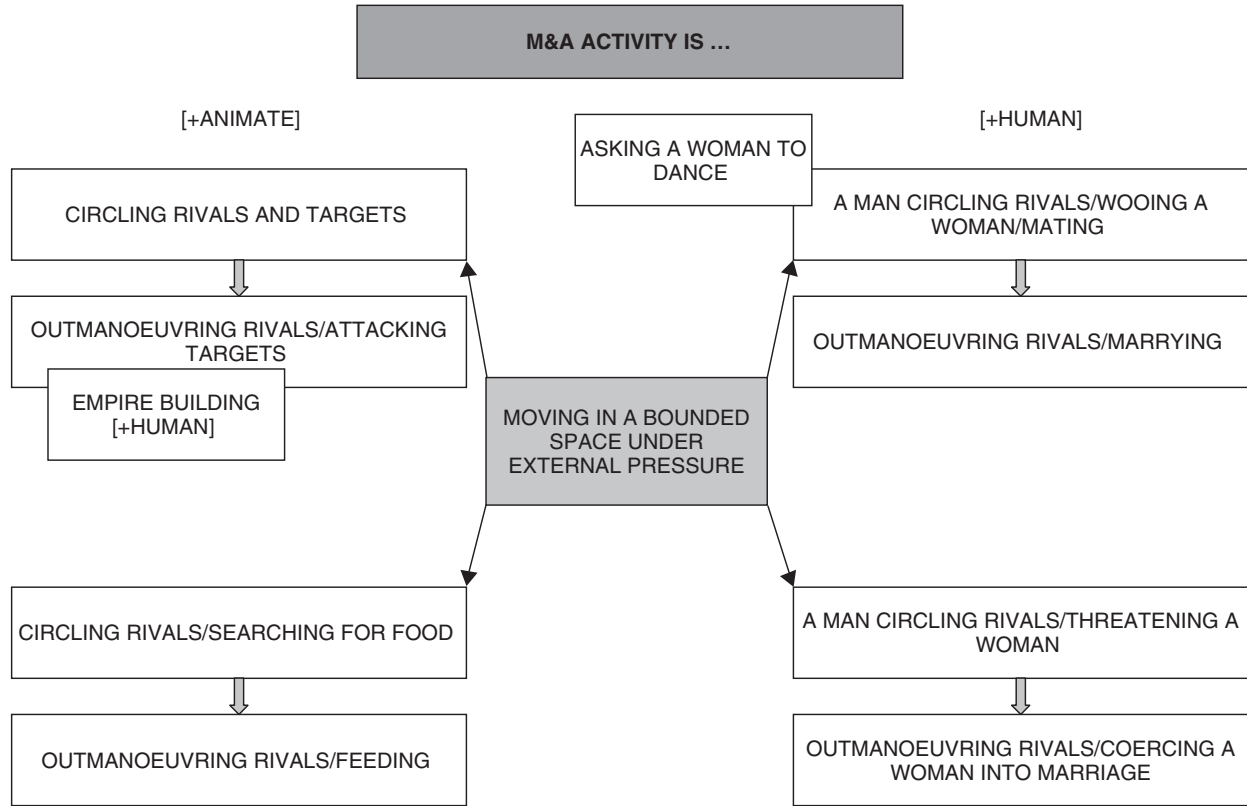 M&A ACTIVITY IS …
[+ANIMATE]
[+HUMAN]
ASKING A WOMAN TO
DANCE
CIRCLING RIVALS AND TARGETS
A MAN CIRCLING RIVALS/WOOING A
WOMAN/MATING
OUTMANOEUVRING RIVALS/ATTACKING
TARGETS
OUTMANOEUVRING RIVALS/MARRYING
EMPIRE BUILDING
[+HUMAN]
MOVING IN A BOUNDED
SPACE UNDER
EXTERNAL PRESSURE
CIRCLING RIVALS/SEARCHING FOR FOOD
A MAN CIRCLING RIVALS/THREATENING A
WOMAN
OUTMANOEUVRING RIVALS/FEEDING
OUTMANOEUVRING RIVALS/COERCING A
WOMAN INTO MARRIAGE